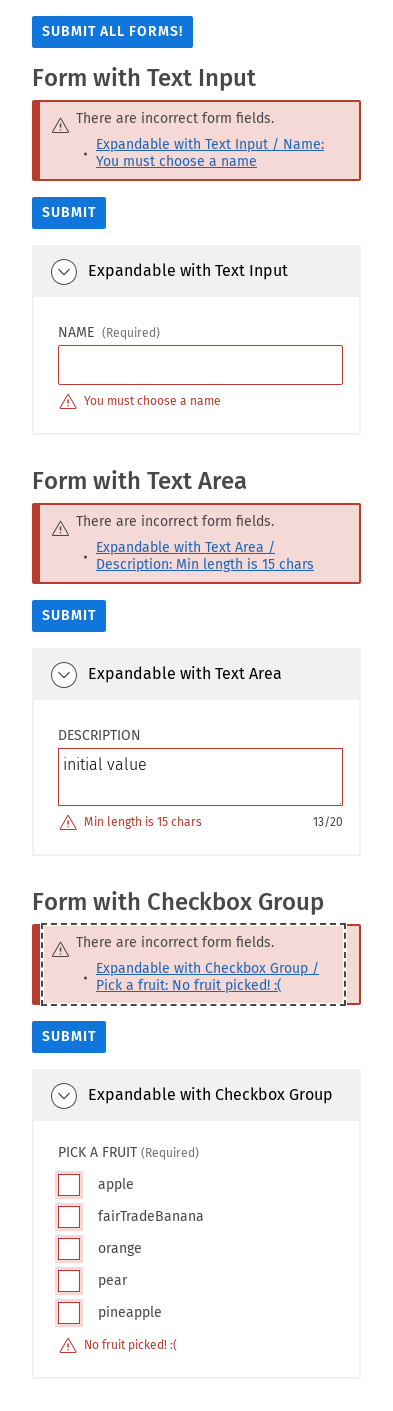 SUBMIT ALL FORMS!
Form with Text Input
There are incorrect form fields.
Expandable with Text Input / Name:
You must choose a name
SUBMIT
Expandable with Text Input
NAME (Required)
You must choose a name
Form with Text Area
There are incorrect form fields.
Expandable with Text Area /
Description: Min length is 15 chars
SUBMIT
Expandable with Text Area
DESCRIPTION
initial value
Min length is 15 chars 13/20
Form with Checkbox Group
There are incorrect form fields.
Expandable with Checkbox Group /
Pick a fruit: No fruit picked! :(
SUBMIT
Expandable with Checkbox Group
PICK A FRUIT (Required)
apple
fairTradeBanana
orange
pear
pineapple
No fruit picked! :(